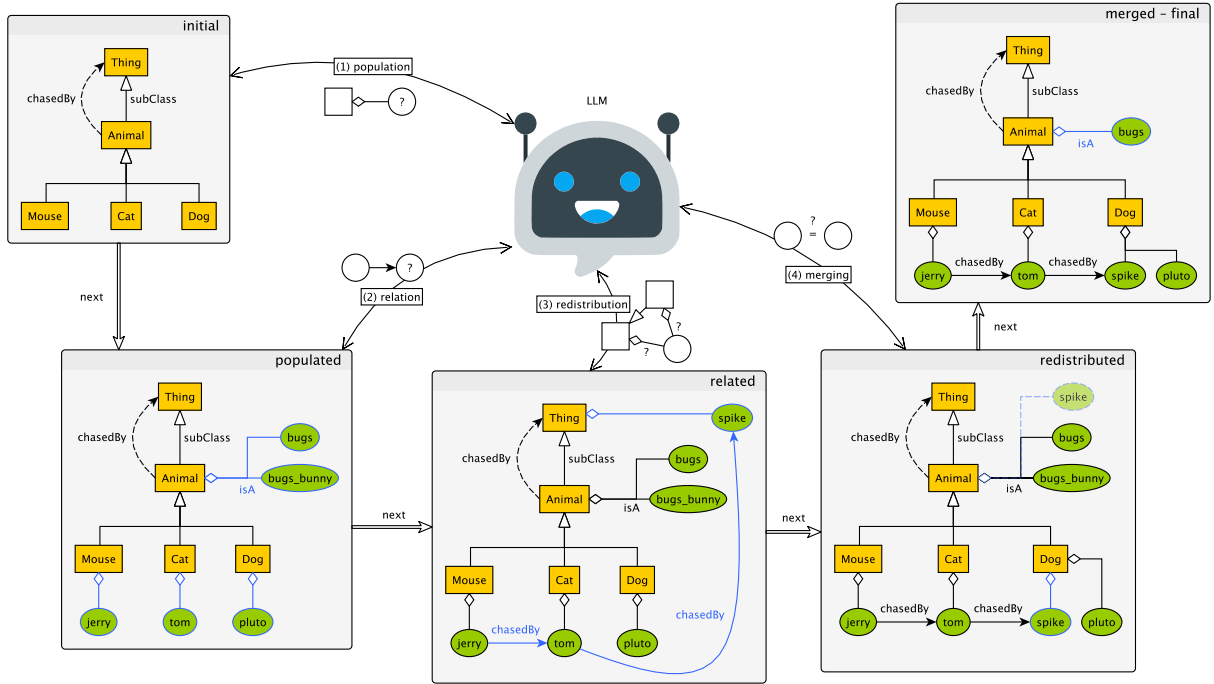 initial
Thing
chasedBy
subClass
Animal
Mouse
Cat
Dog
(1) population
?
LLM
merged – final
Thing
chasedBy
subClass
Animal
bugs
isA
Mouse
Cat
Dog
chasedBy
chasedBy
jerry
tom
spike
pluto
next
?
(2) relation
(3) redistribution
?
?
?
=
(4) merging
next
populated
Thing
chasedBy
subClass
bugs
Animal
bugs_bunny
isA
Mouse
Cat
Dog
jerry
tom
pluto
next
related
Thing
spike
chasedBy
subClass
bugs
Animal
bugs_bunny
isA
Mouse
Cat
Dog
chasedBy
chasedBy
jerry
tom
pluto
next
redistributed
Thing
spike
chasedBy
subClass
bugs
Animal
bugs_bunny
isA
Mouse
Cat
Dog
chasedBy
chasedBy
jerry
tom
spike
pluto